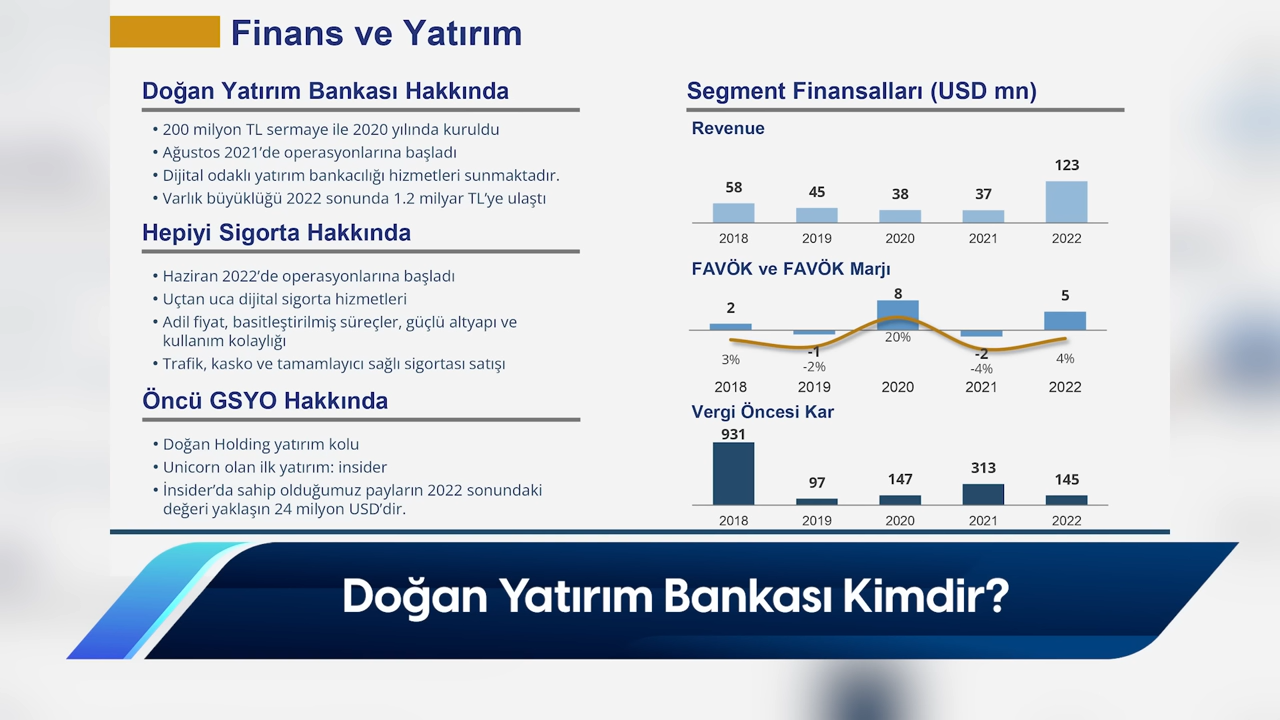 Finans ve Yatırım
Doğan Yatırım Bankası Hakkında
• 200 milyon TL sermaye ile 2020 yılında kuruldu
• Ağustos 2021’de operasyonlarına başladı
• Dijital odaklı yatırım bankacılığı hizmetleri sunmaktadır.
• Varlık büyüklüğü 2022 sonunda 1.2 milyar TL’ye ulaştı
Hepiyi Sigorta Hakkında
• Haziran 2022’de operasyonlarına başladı
• Uçtan uca dijital sigorta hizmetleri
• Adil fiyat, basitleştirilmiş süreçler, güçlü altyapı ve
kullanım kolaylığı
• Trafik, kasko ve tamamlayıcı sağlı sigortası satışı
Öncü GSYO Hakkında
• Doğan Holding yatırım kolu
• Unicorn olan ilk yatırım: insider
• İnsider’da sahip olduğumuz payların 2022 sonundaki
değeri yaklaşın 24 milyon USD’dir.
Segment Finansalları (USD mn)
Revenue
58 45 38 37 123
2018 2019 2020 2021 2022
FAVÖK ve FAVÖK Marjı
2 -1 8 -2 5
3% -2% 20% -4% 4%
2018 2019 2020 2021 2022
Vergi Öncesi Kar
931 97 147 313 145
2018 2019 2020 2021 2022
Doğan Yatırım Bankası Kimdir?